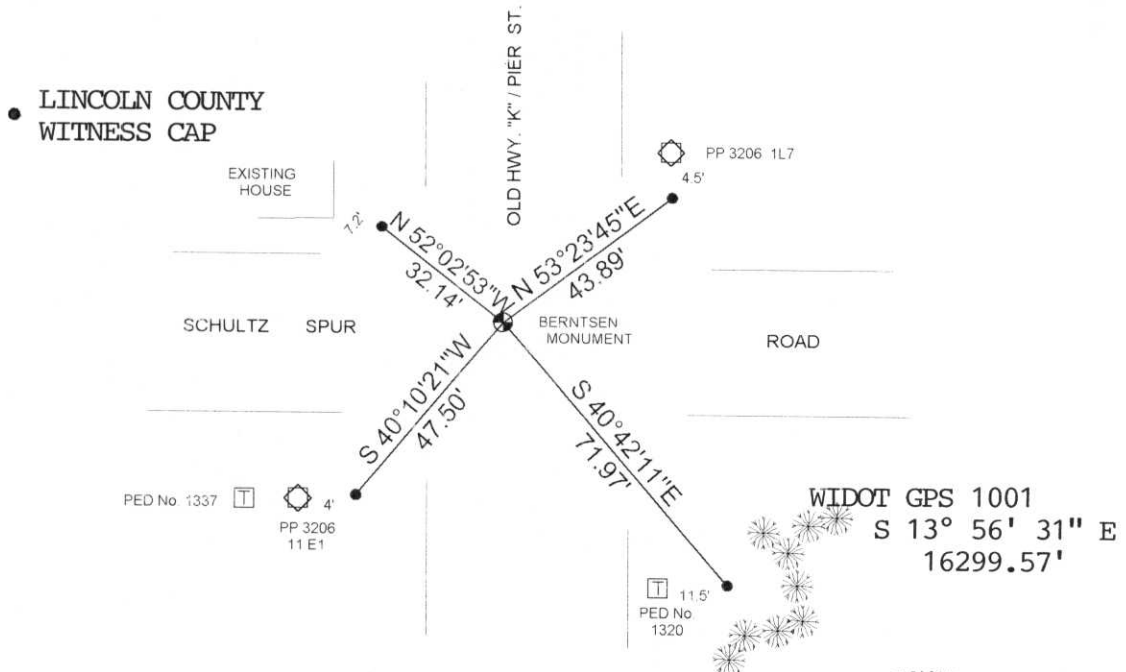 OLD HWY. "K" / PIER ST.
LINCOLN COUNTY
WITNESS CAP
EXISTING
HOUSE
PP 3206 1L7
4.5'
7.2'
N 52°02'53"W
32.14'
N 53°23'45"E
43.89'
SCHULTZ SPUR
BERNTSEN
MONUMENT
ROAD
S 40°10'21"W
47.50'
S 40°42'11"E
71.97'
PED No. 1337
T
4'
PP 3206
11 E1
WIDOT GPS 1001
S 13° 56' 31" E
16299.57'
T
11.5'
PED No
1320